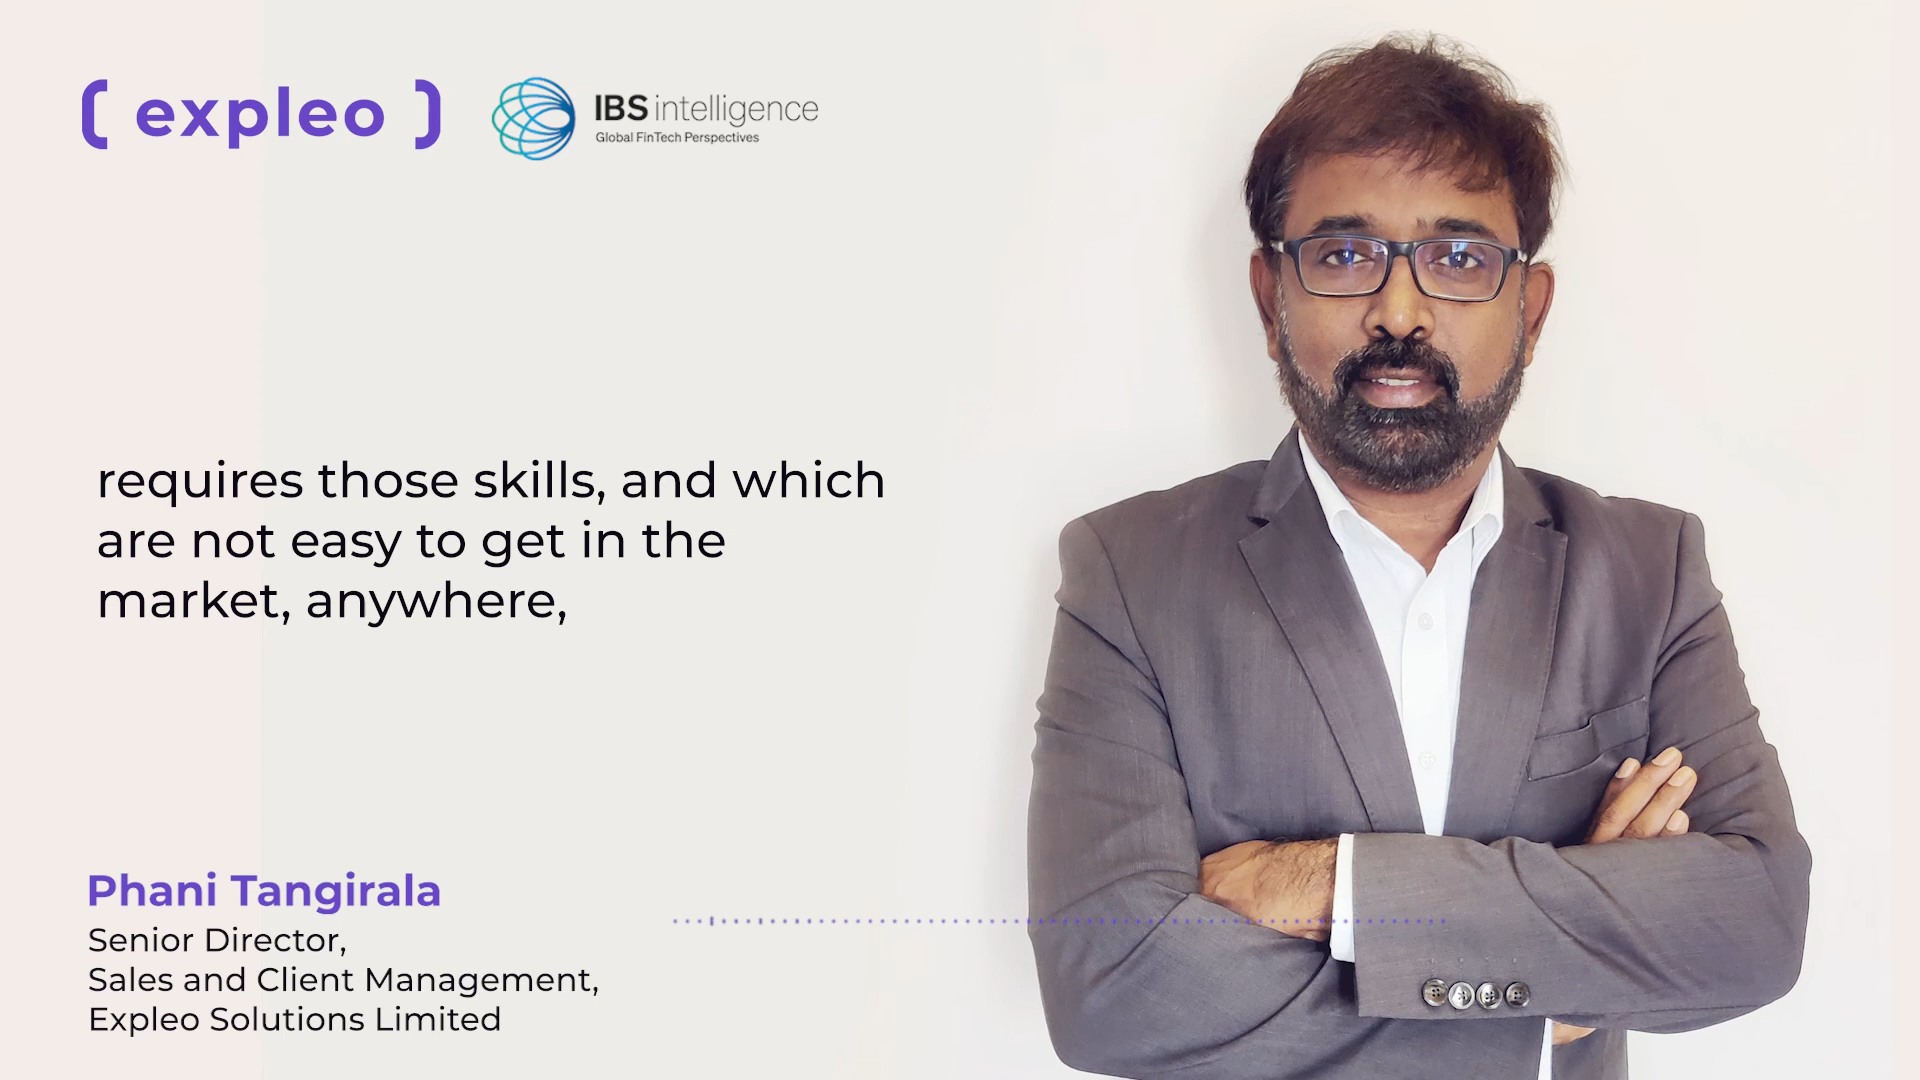 ( expleo )
IBS intelligence
Global FinTech Perspectives
requires those skills, and which
are not easy to get in the
market, anywhere,
Phani Tangirala
Senior Director,
Sales and Client Management,
Expleo Solutions Limited